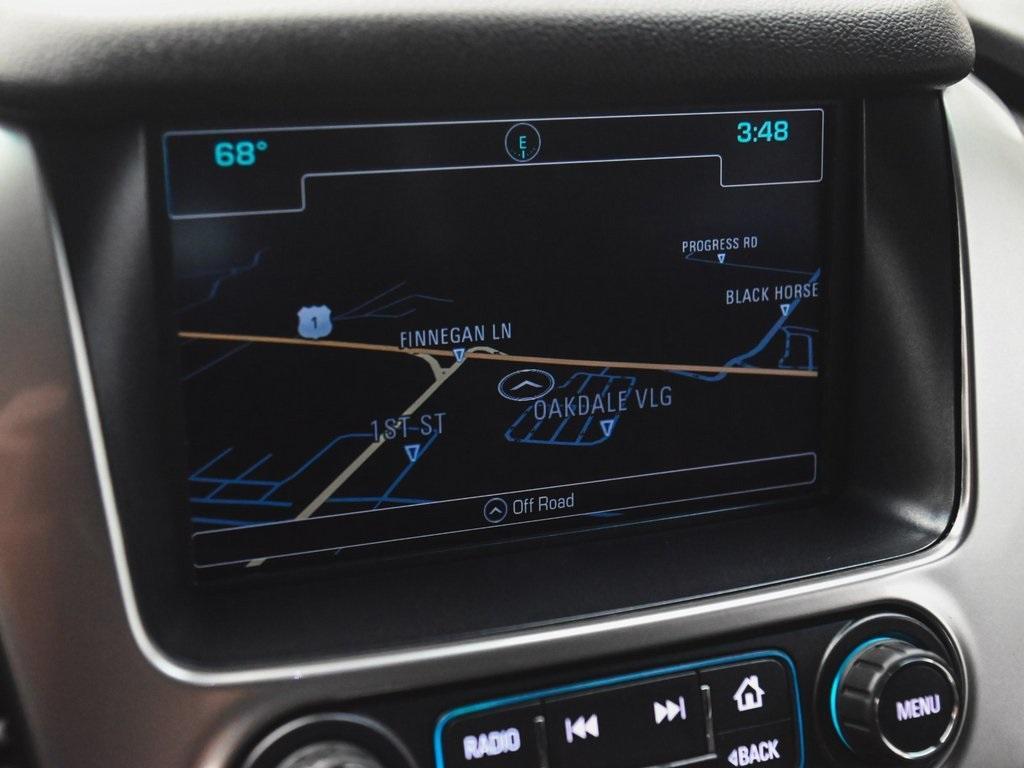 68° E 3:48
PROGRESS RD
BLACK HORSE
1
FINNEGAN LN
OAKDALE VLG
1ST ST
Off Road
RADIO
MENU
BACK